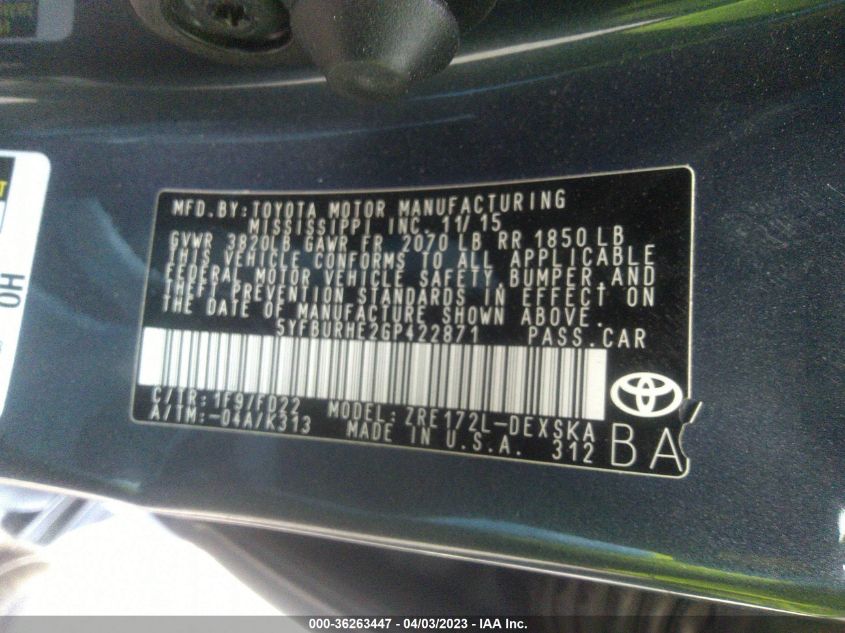 MFD. BY: TOYOTA MOTOR MANUFACTURING
MISSISSIPPI INC. 11/15
GVWR 3820LB GAWR FR 2070 LB RR 1850 LB
THIS VEHICLE CONFORMS TO ALL APPLICABLE
FEDERAL MOTOR VEHICLE SAFETY, BUMPER, AND
THEFT PREVENTION STANDARDS IN EFFECT ON
THE DATE OF MANUFACTURE SHOWN ABOVE.
5YFBURHE2GP422871 PASS. CAR
C/TR: 1F9/FD22 MODEL: ZRE172L-DEXSKA
A/TM: -04A/K313 MADE IN U.S.A. 312
BA
OH
000-36263447 - 04/03/2023 - IAA Inc.